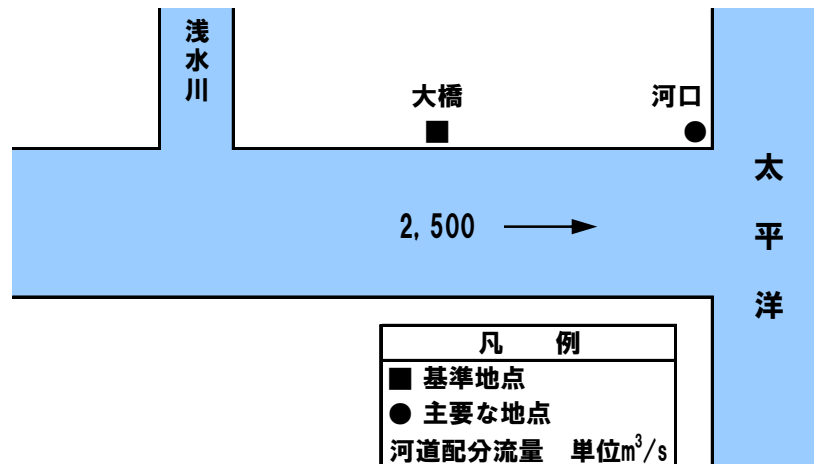 浅水川
大橋
河口
太平洋
2,500
凡 例
■ 基準地点
● 主要な地点
河道配分流量 単位m³/s